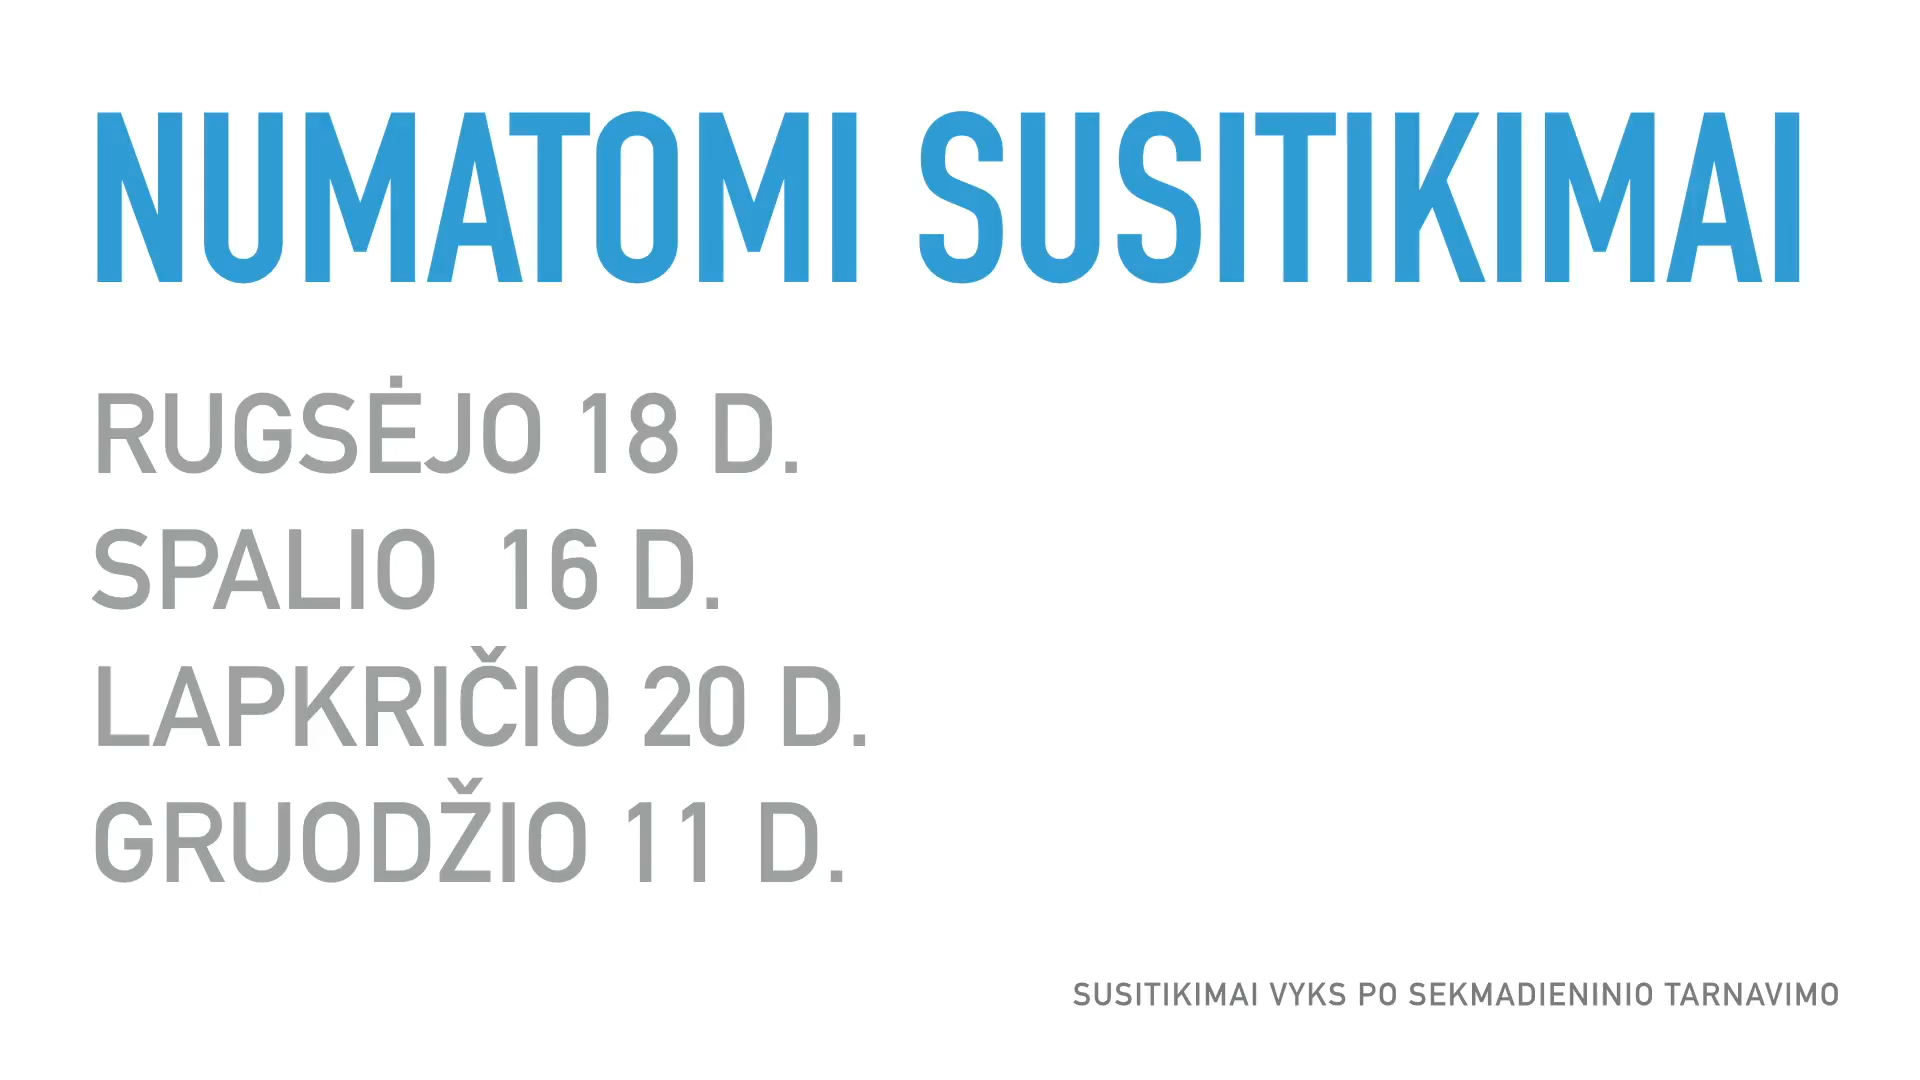 NUMATOMI SUSITIKIMAI
RUGSĖJO 18 D.
SPALIO  16 D.
LAPKRIČIO 20 D.
GRUODŽIO 11 D.
SUSITIKIMAI VYKS PO SEKMADIENINIO TARNAVIMO